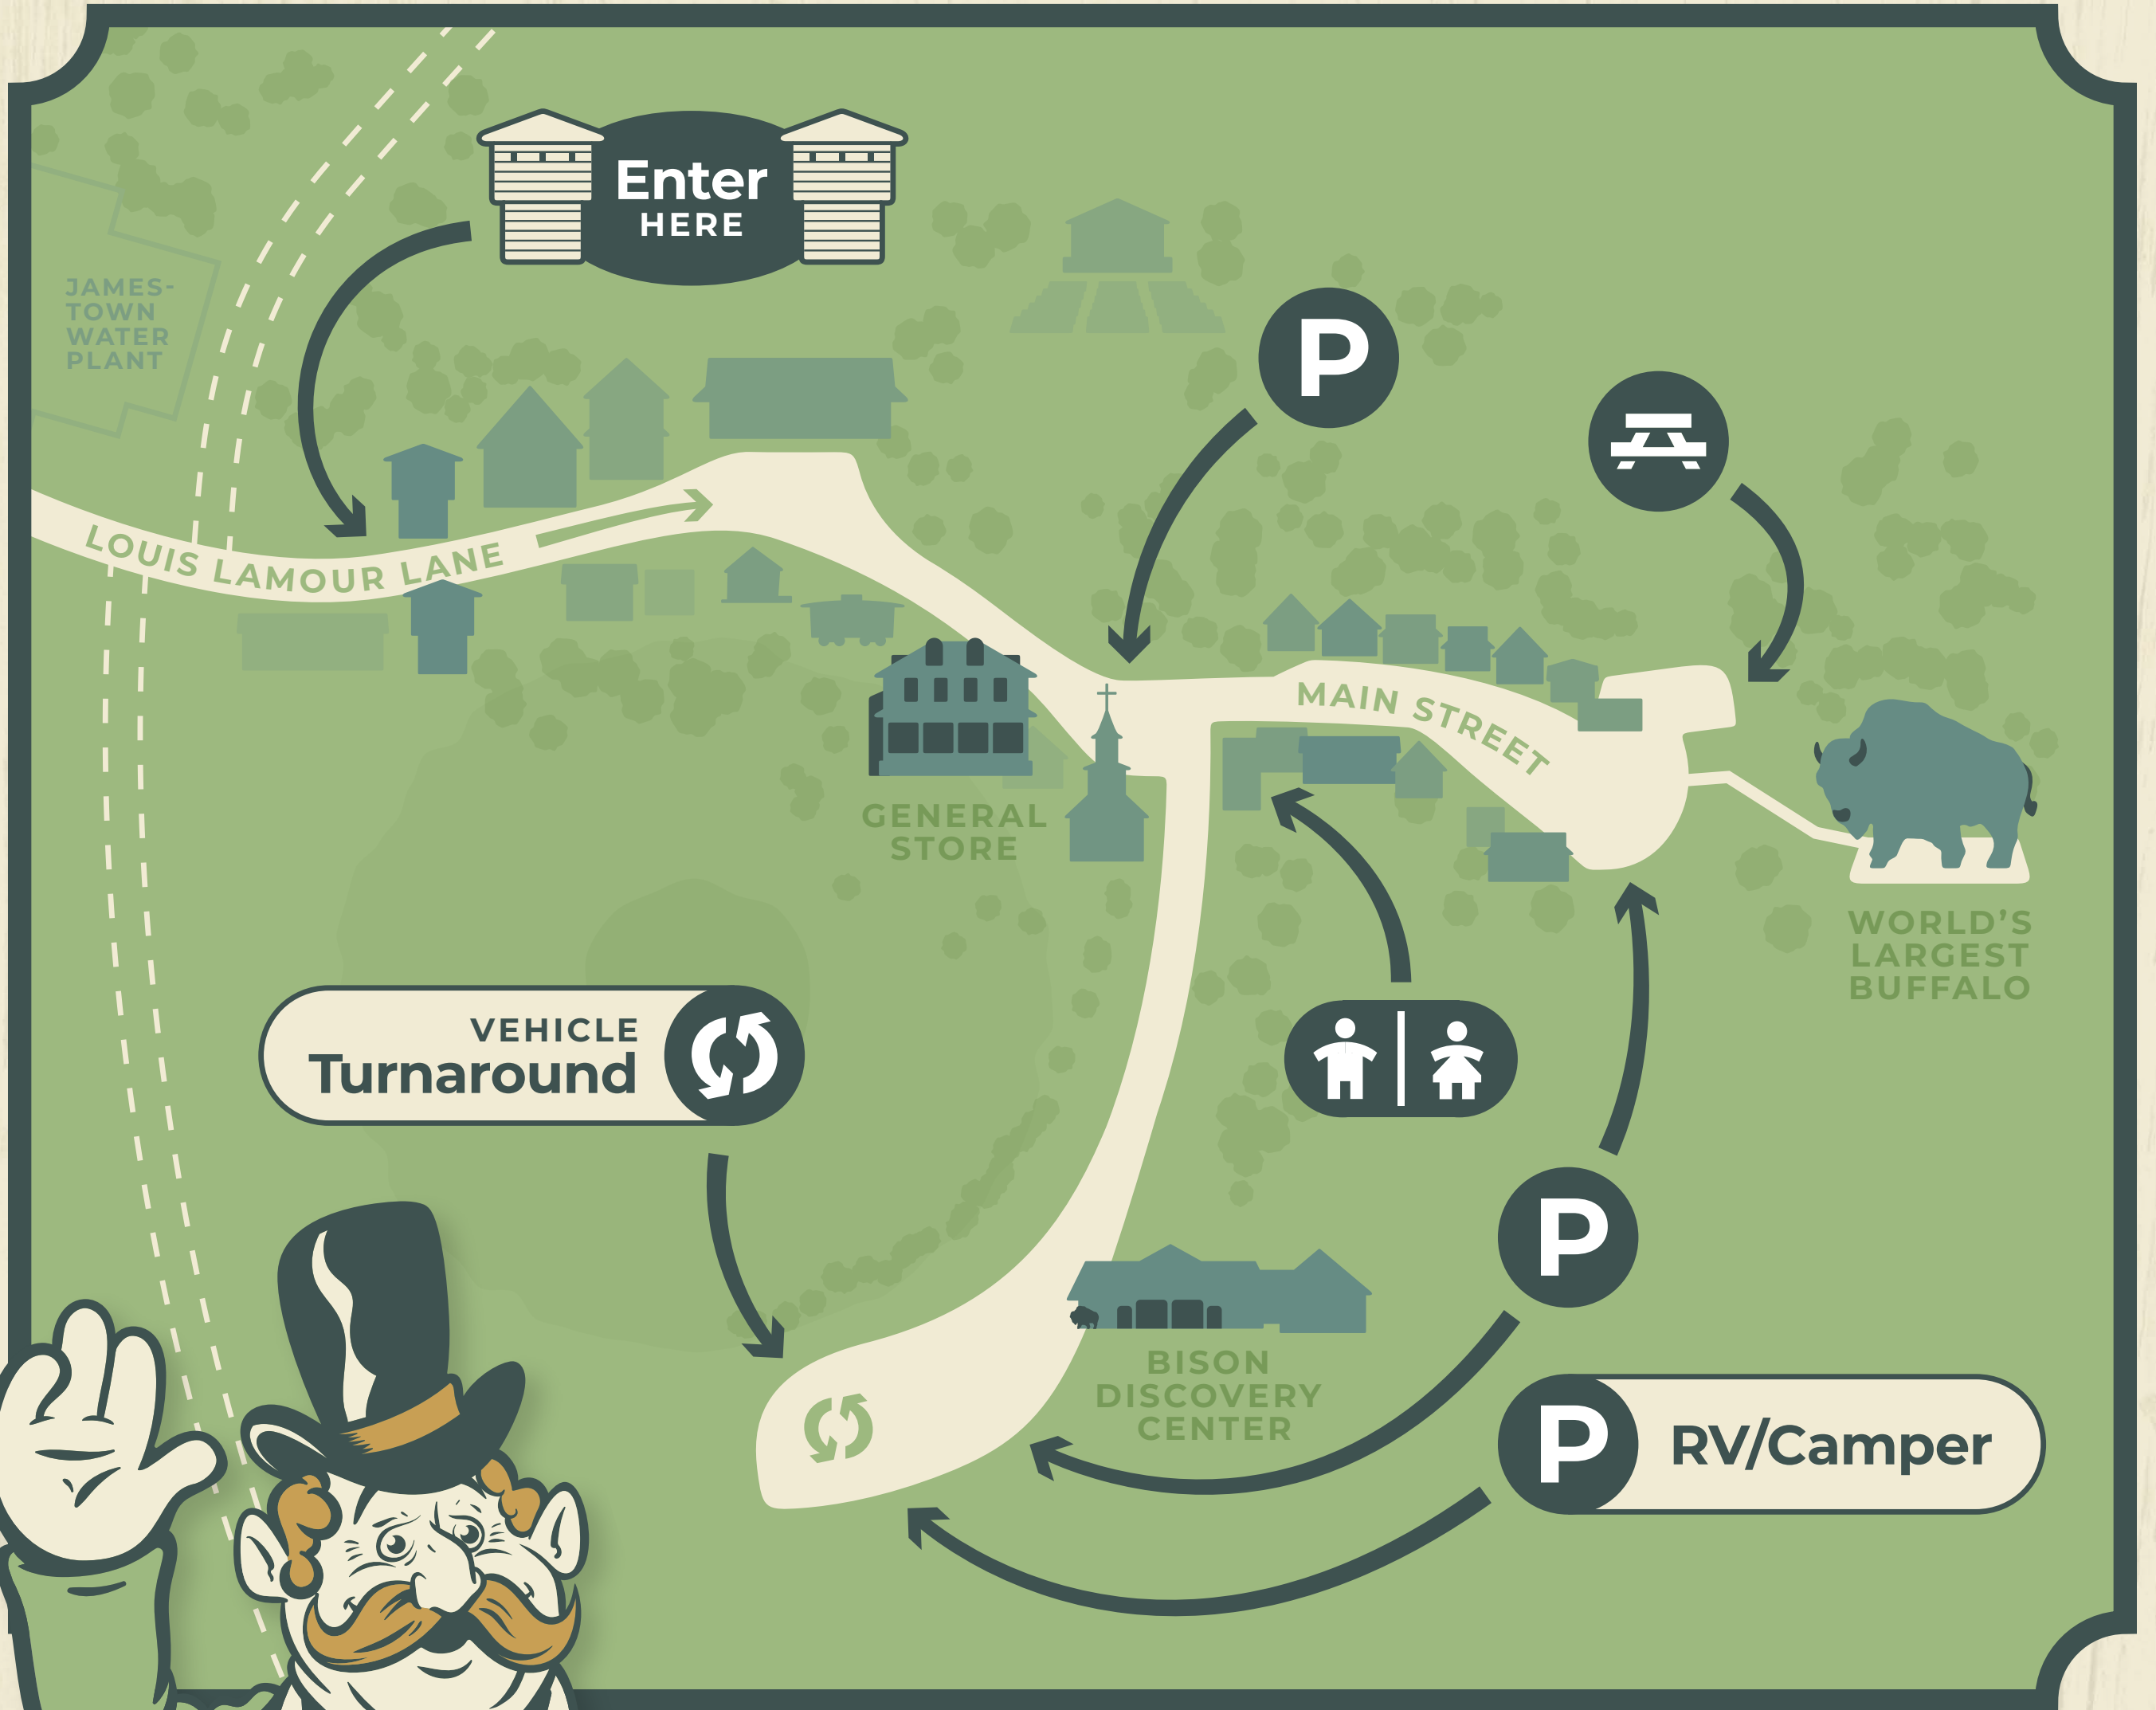 Enter
HERE
JAMES-
TOWN
WATER
PLANT
P
LOUIS LAMOUR LANE
MAIN STREET
GENERAL
STORE
WORLD'S
LARGEST
BUFFALO
VEHICLE
Turnaround
P
BISON
DISCOVERY
CENTER
P RV/Camper